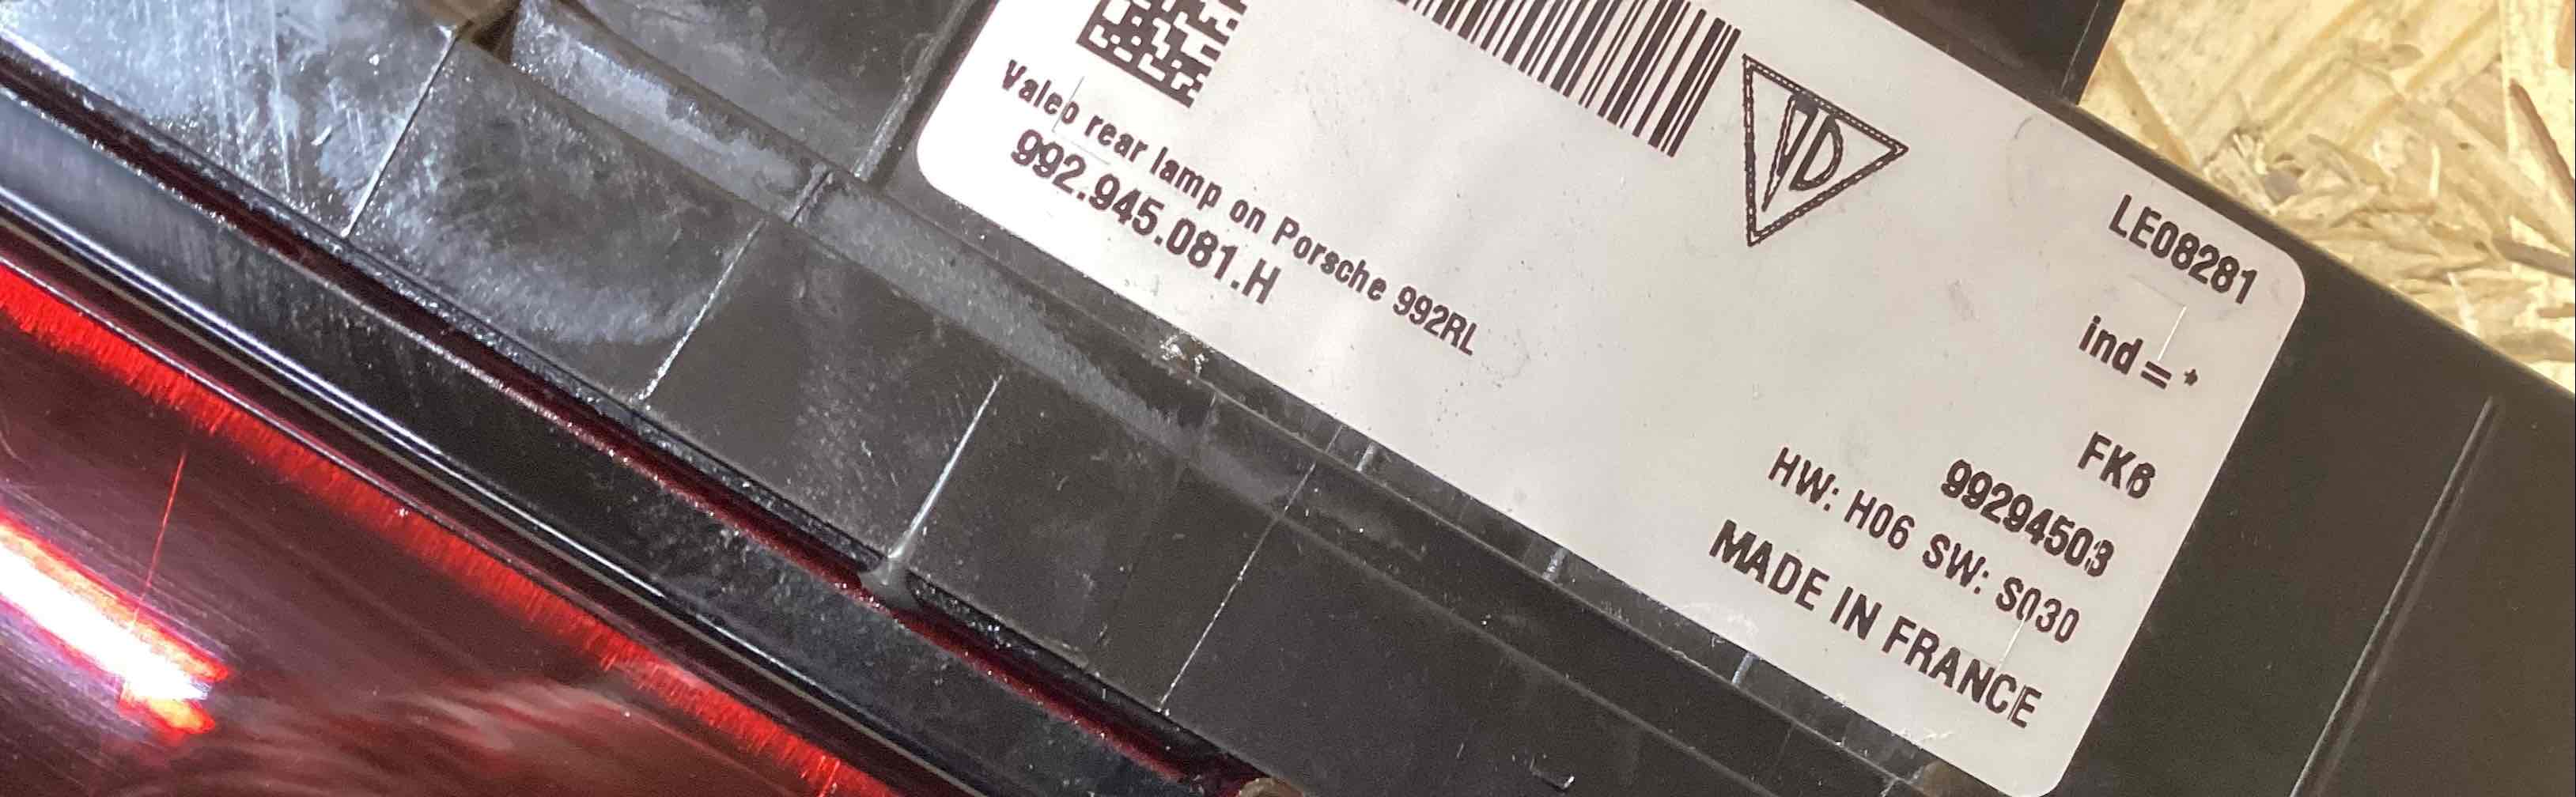 Valeo rear lamp on Porsche 992RL
992.945.081.H
VD
LE08281
ind = *
FK6
99294503
HW: H06 SW: S030
MADE IN FRANCE